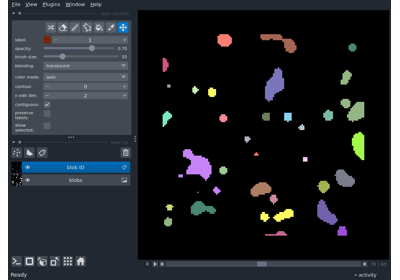 File View Plugins Window Help
label: 1
opacity: 0.70
brush size: 10
blending: translucent
color mode: auto
contour: 0
n edit dim: 2
contiguous:
preserve labels:
show selected:
blob ID
blobs
Ready
activity